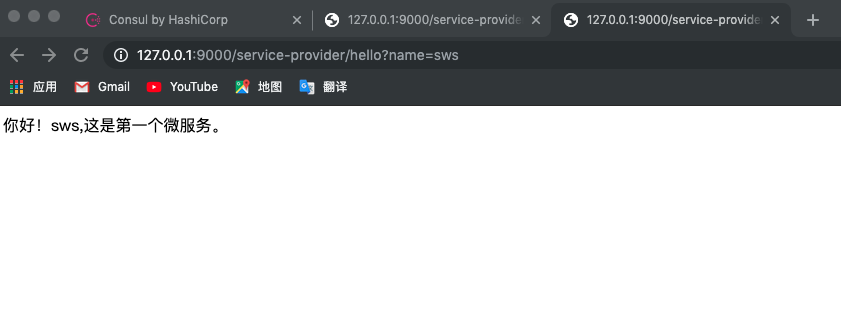 Consul by HashiCorp
127.0.0.1:9000/service-provide
127.0.0.1:9000/service-provide
127.0.0.1:9000/service-provider/hello?name=sws
应用
Gmail
YouTube
地图
翻译
你好！sws,这是第一个微服务。